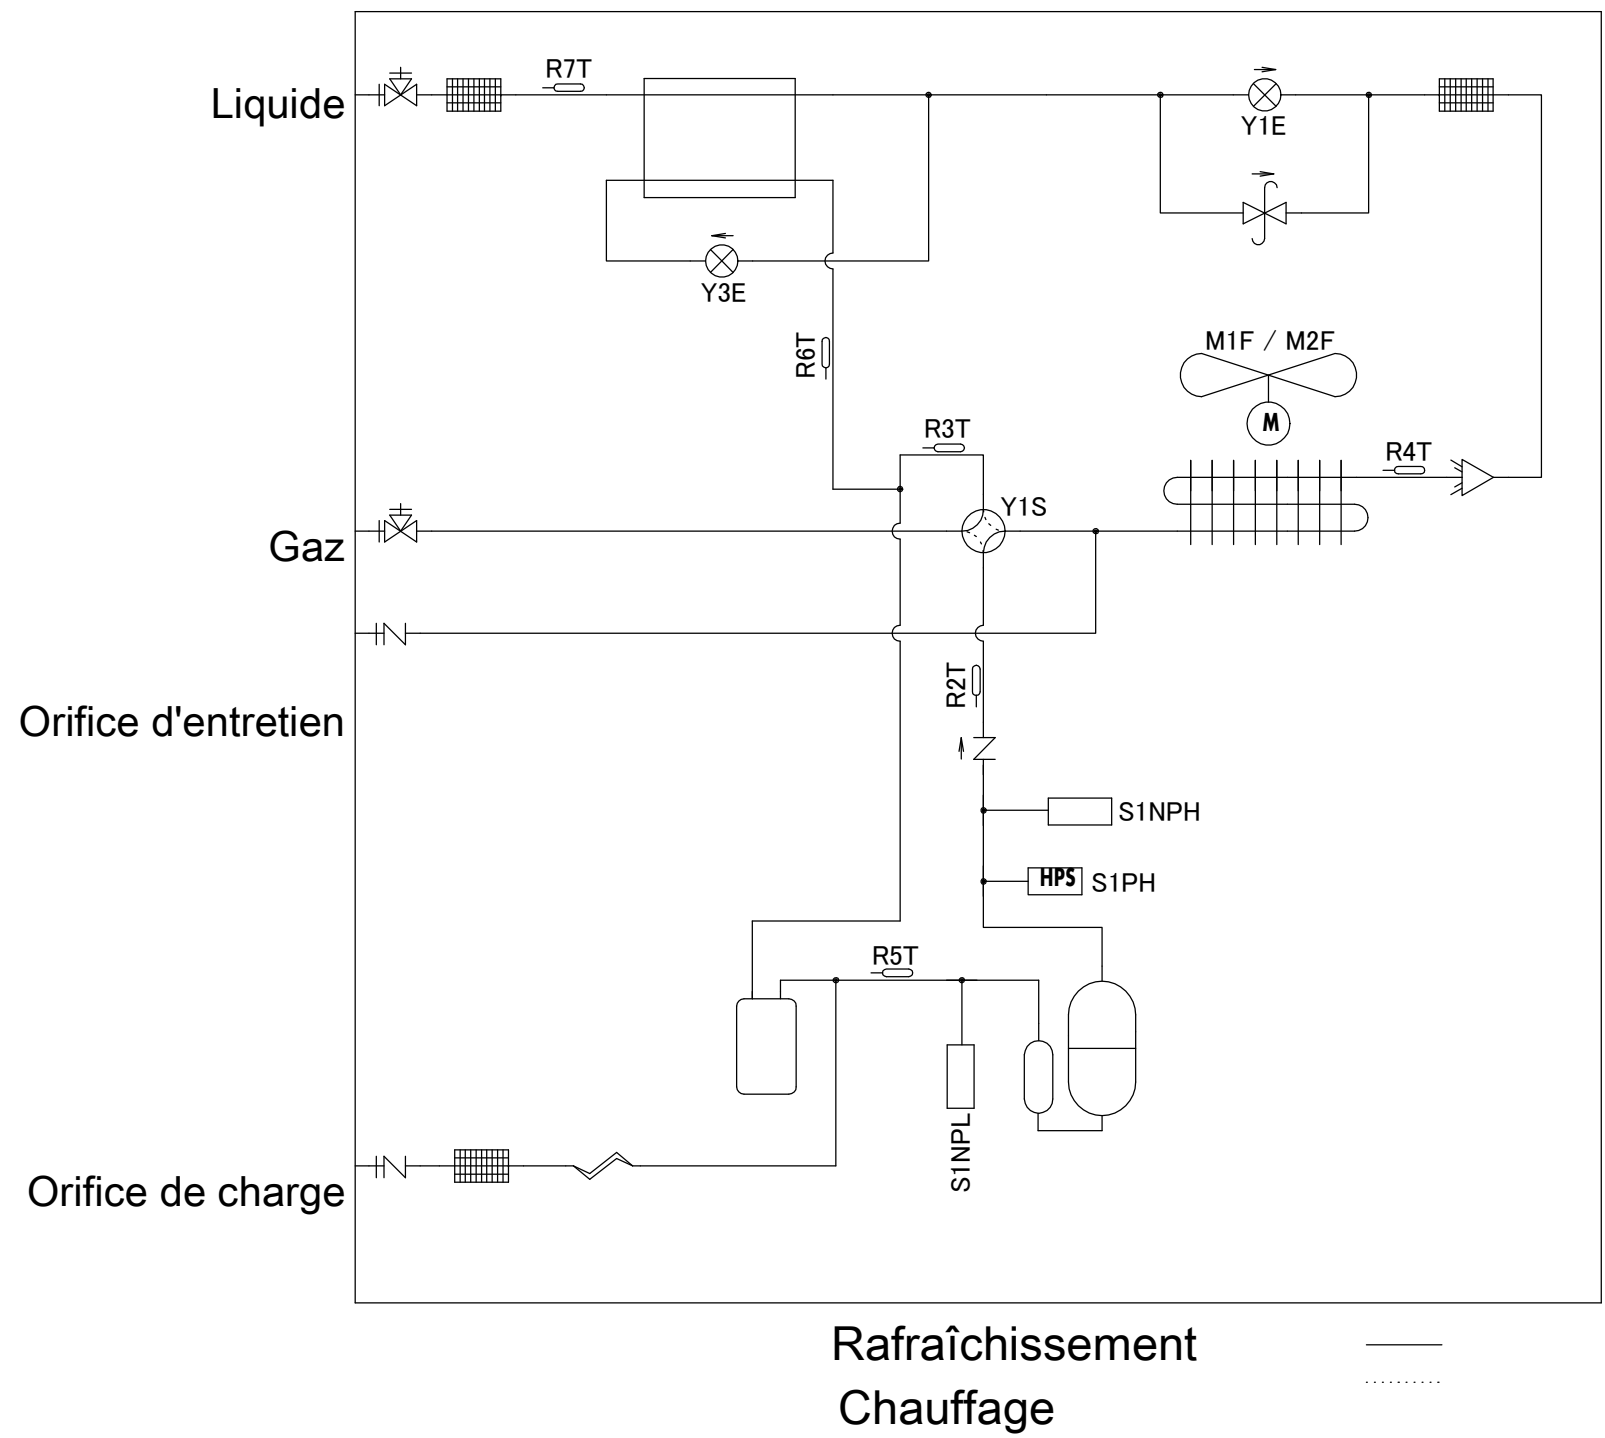 R7T
Liquide
Y1E
Y3E
M1F / M2F
R6T
M
R3T
R4T
Y1S
Gaz
R2T
Orifice d'entretien
S1NPH
HPS S1PH
R5T
S1NPL
Orifice de charge
Rafraîchissement
Chauffage